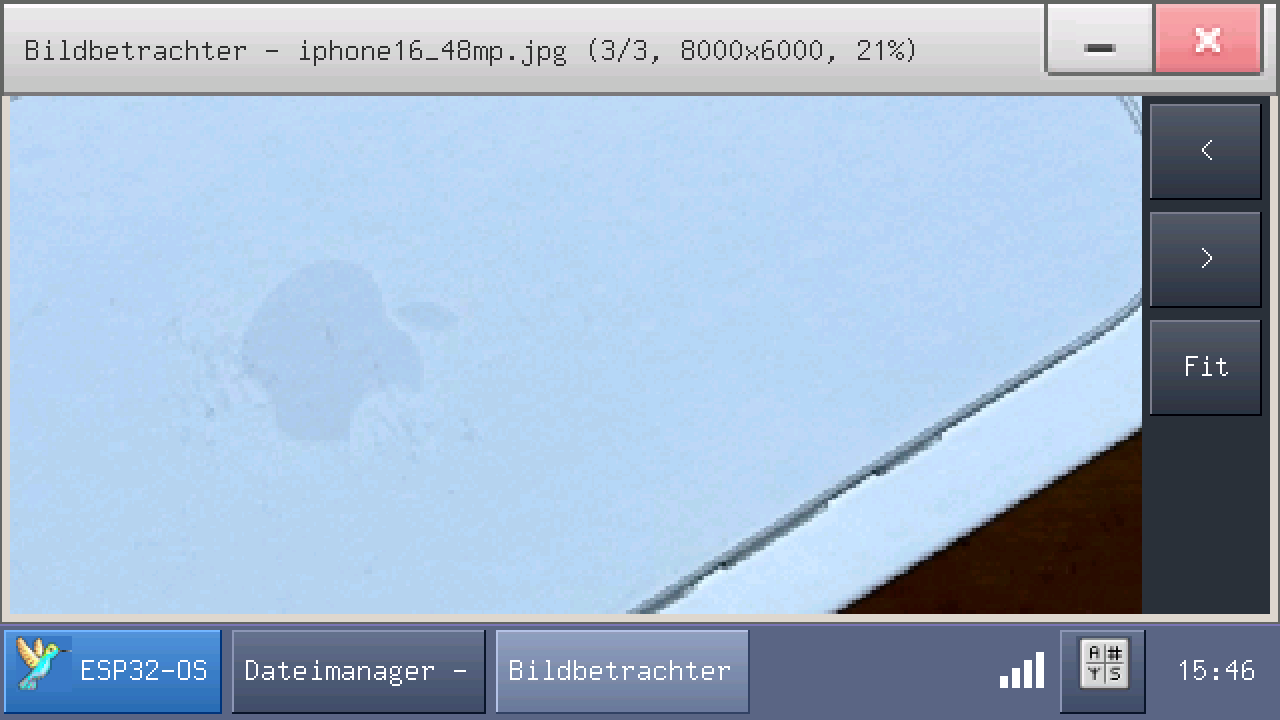 Bildbetrachter - iphone16_48mp.jpg (3/3, 8000x6000, 21%)
<
>
Fit
ESP32-OS
Dateimanager -
Bildbetrachter
A #
Y S
15:46